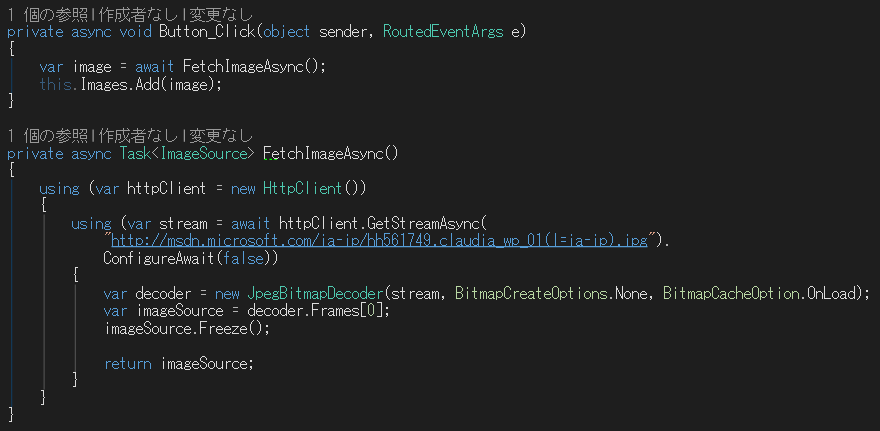 1 個の参照|作成者なし|変更なし
private async void Button_Click(object sender, RoutedEventArgs e)
{
var image = await FetchImageAsync();
this.Images.Add(image);
}
1 個の参照|作成者なし|変更なし
private async Task<ImageSource> FetchImageAsync()
{
using (var httpClient = new HttpClient())
{
using (var stream = await httpClient.GetStreamAsync(
"http://msdn.microsoft.com/ja-jp/hh561749.claudia_wp_01(l=ja-jp).jpg").
ConfigureAwait(false))
{
var decoder = new JpegBitmapDecoder(stream, BitmapCreateOptions.None, BitmapCacheOption.OnLoad);
var imageSource = decoder.Frames[0];
imageSource.Freeze();
return imageSource;
}
}
}